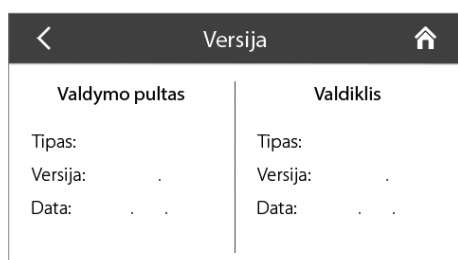 Versija
Valdymo pultas
Tipas:
Versija: .
Data: . .
Valdiklis
Tipas:
Versija: .
Data: . .